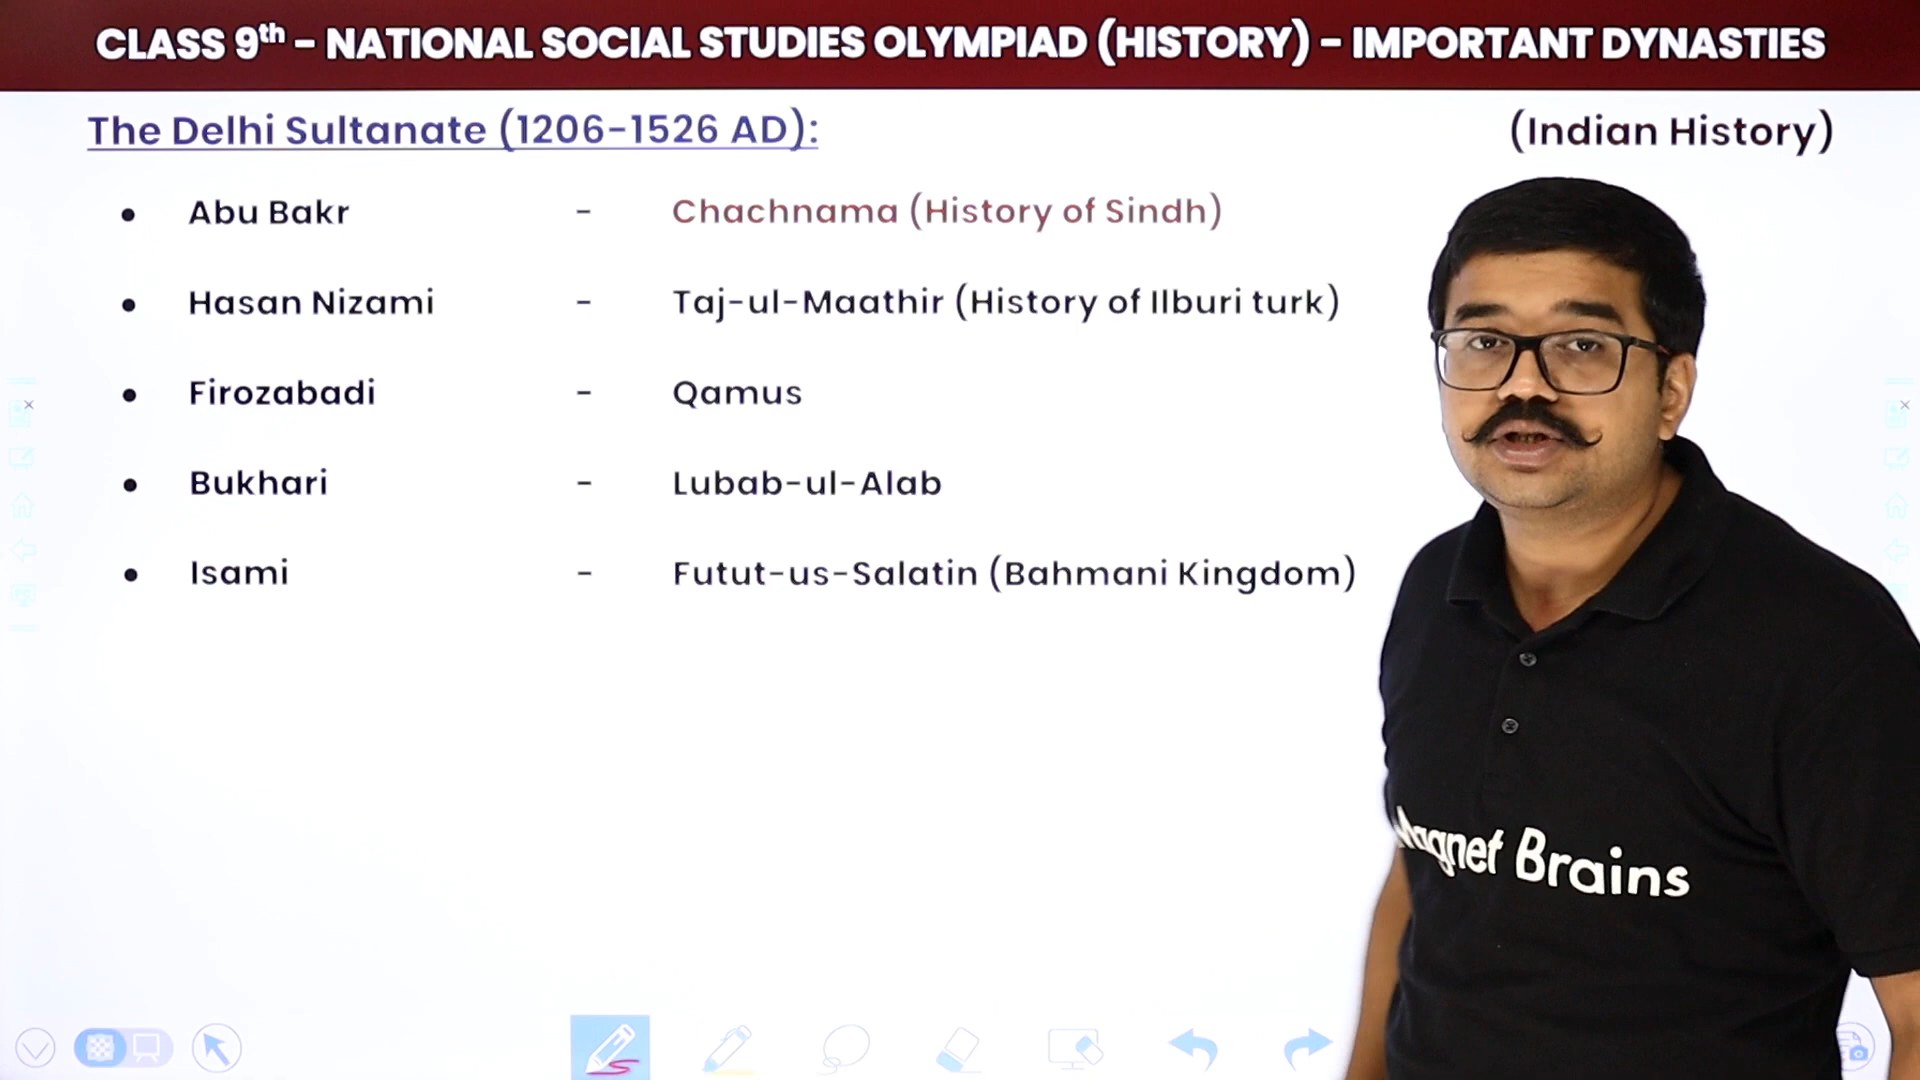 CLASS 9th - NATIONAL SOCIAL STUDIES OLYMPIAD (HISTORY) - IMPORTANT DYNASTIES
The Delhi Sultanate (1206-1526 AD): (Indian History)
• Abu Bakr - Chachnama (History of Sindh)
• Hasan Nizami - Taj-ul-Maathir (History of Ilburi turk)
• Firozabadi - Qamus
• Bukhari - Lubab-ul-Alab
• Isami - Futut-us-Salatin (Bahmani Kingdom)
Magnet Brains